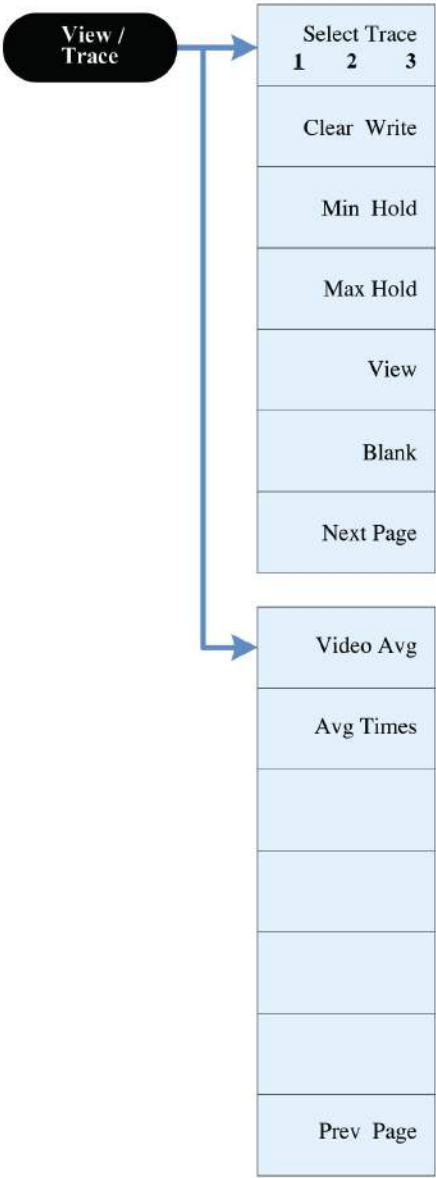 View /
Trace
Select Trace
1 2 3
Clear Write
Min Hold
Max Hold
View
Blank
Next Page
Video Avg
Avg Times
Prev Page